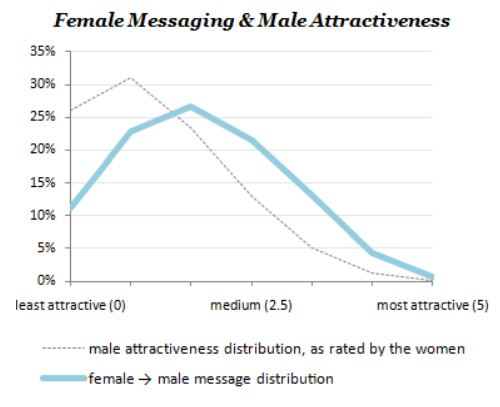 Female Messaging & Male Attractiveness
35%
30%
25%
20%
15%
10%
5%
0%
least attractive (0) medium (2.5) most attractive (5)
male attractiveness distribution, as rated by the women
female → male message distribution